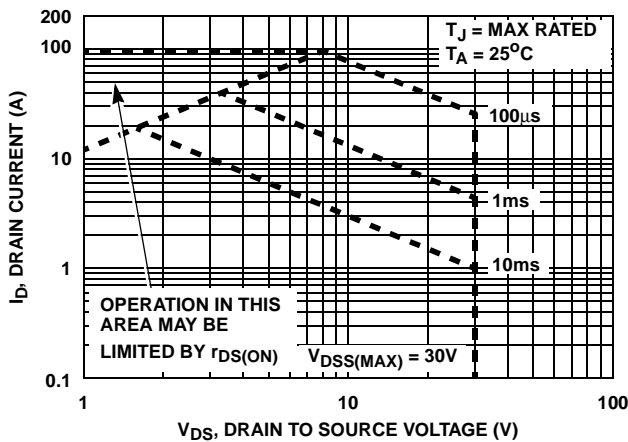 200
100
10
1
0.1
I_D, DRAIN CURRENT (A)
T_J = MAX RATED
T_A = 25°C
100μs
1ms
10ms
OPERATION IN THIS
AREA MAY BE
LIMITED BY r_DS(ON)
V_DSS(MAX) = 30V
1
10
100
V_DS, DRAIN TO SOURCE VOLTAGE (V)